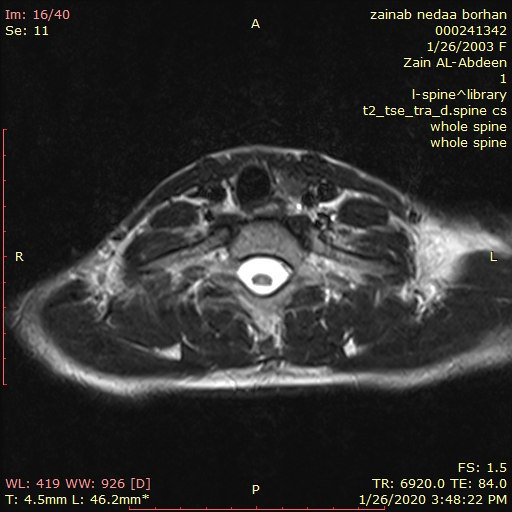 Im: 16/40
Se: 11
A
zainab nedaa borhan
000241342
1/26/2003 F
Zain AL-Abdeen
1
l-spine^library
t2_tse_tra_d.spine cs
whole spine
whole spine
R
L
WL: 419 WW: 926 [D]
T: 4.5mm L: 46.2mm*
P
FS: 1.5
TR: 6920.0 TE: 84.0
1/26/2020 3:48:22 PM